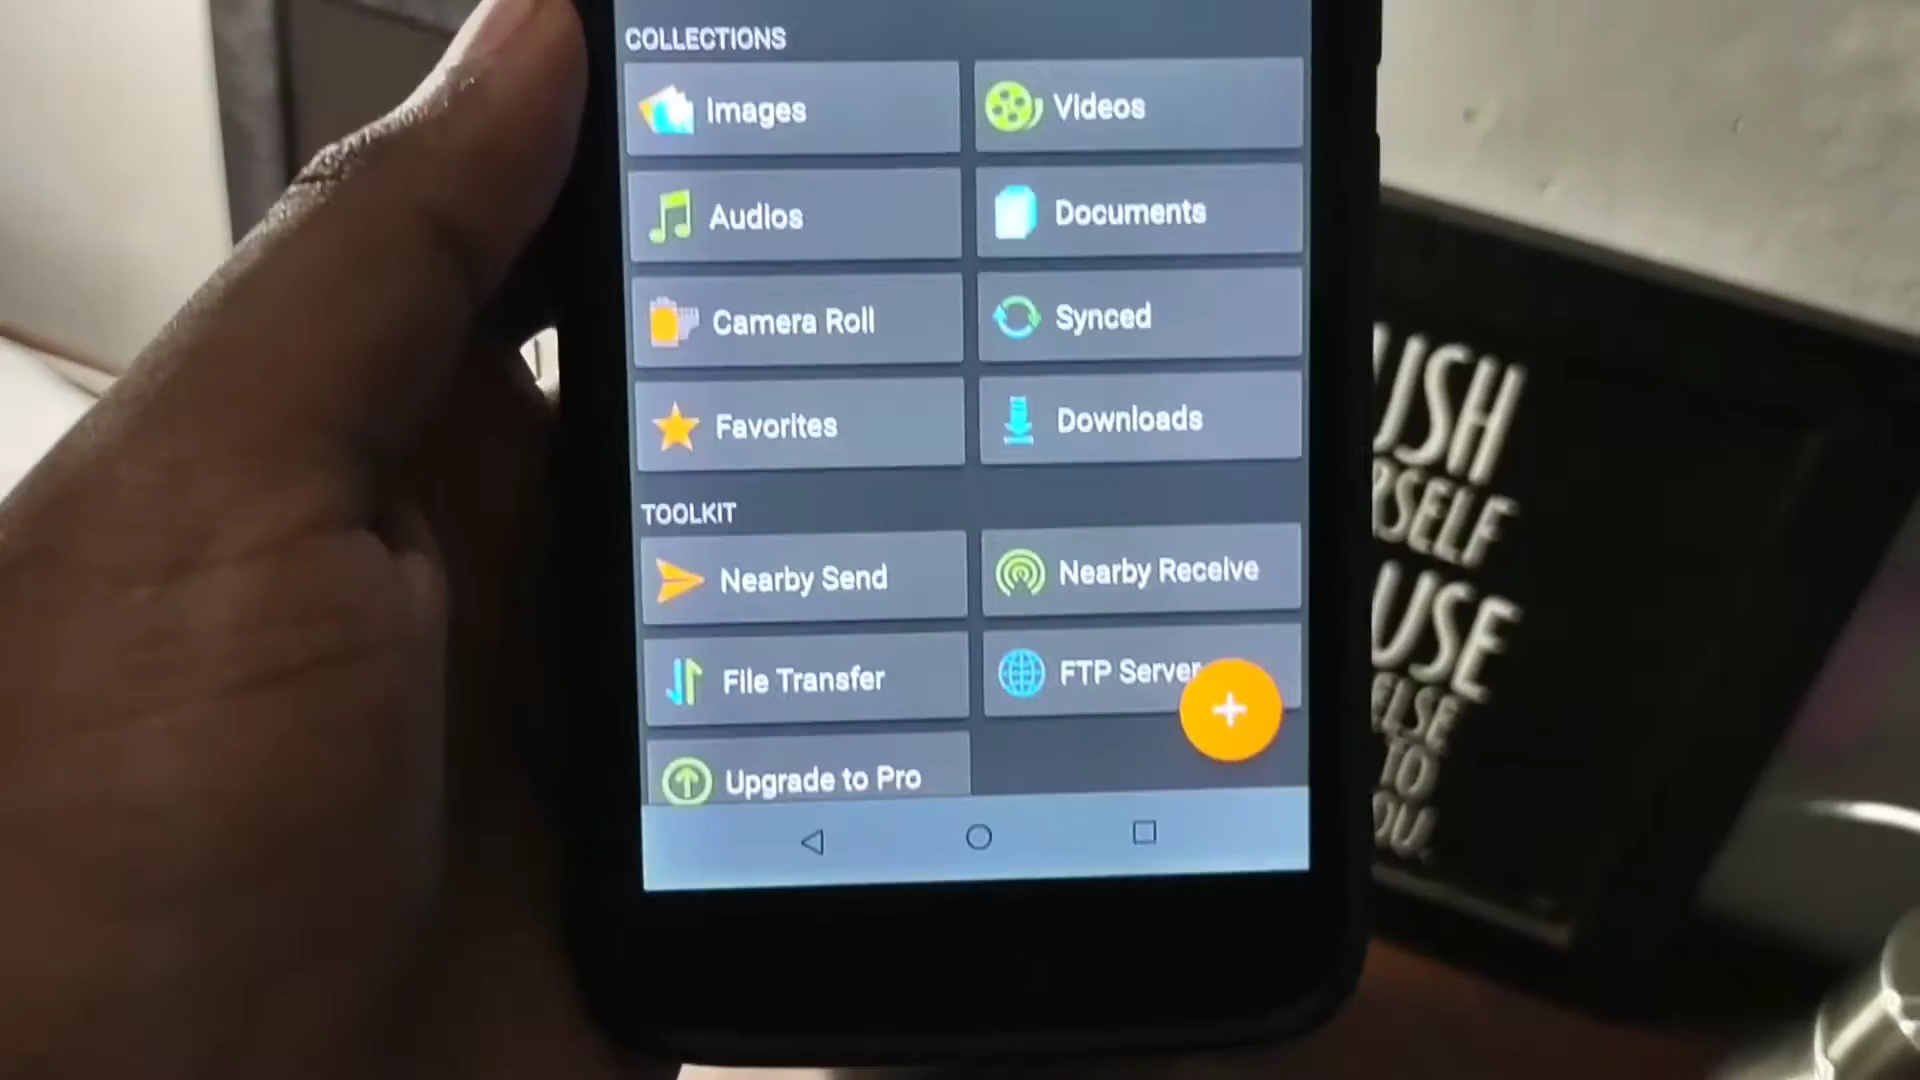 COLLECTIONS
Images
Videos
Audios
Documents
Camera Roll
Synced
Favorites
Downloads
TOOLKIT
Nearby Send
Nearby Receive
File Transfer
FTP Server
+
Upgrade to Pro
USH
RSELF
USE
ELSE
TO
OU.